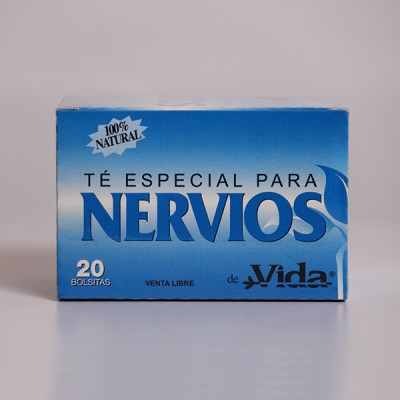 100%
NATURAL
TÉ ESPECIAL PARA
NERVIOS
20
BOLSITAS
VENTA LIBRE
de Vida®